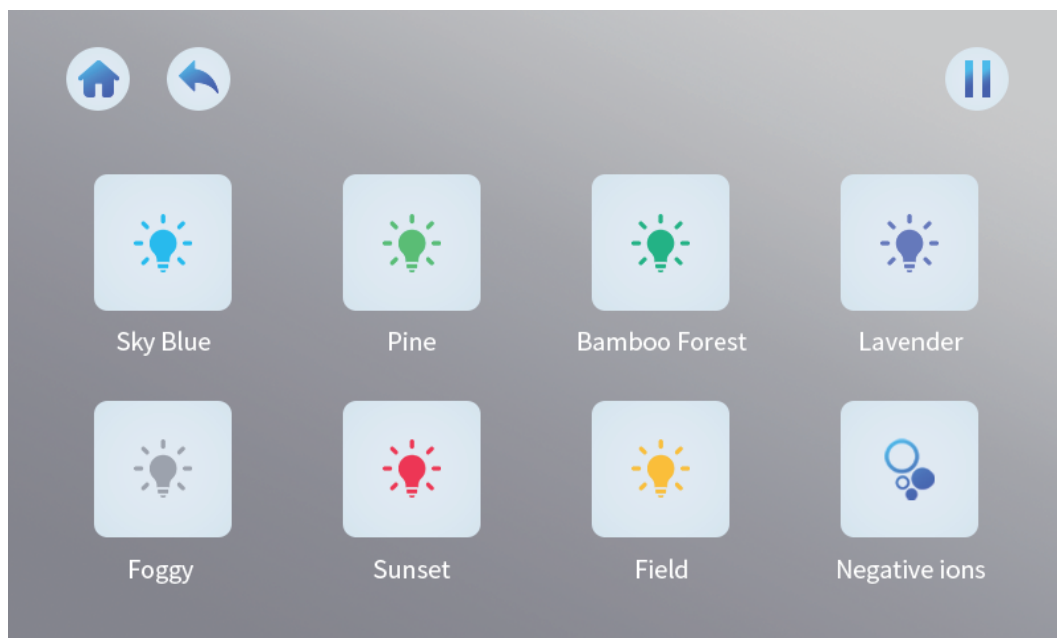 Sky Blue
Pine
Bamboo Forest
Lavender
Foggy
Sunset
Field
Negative ions